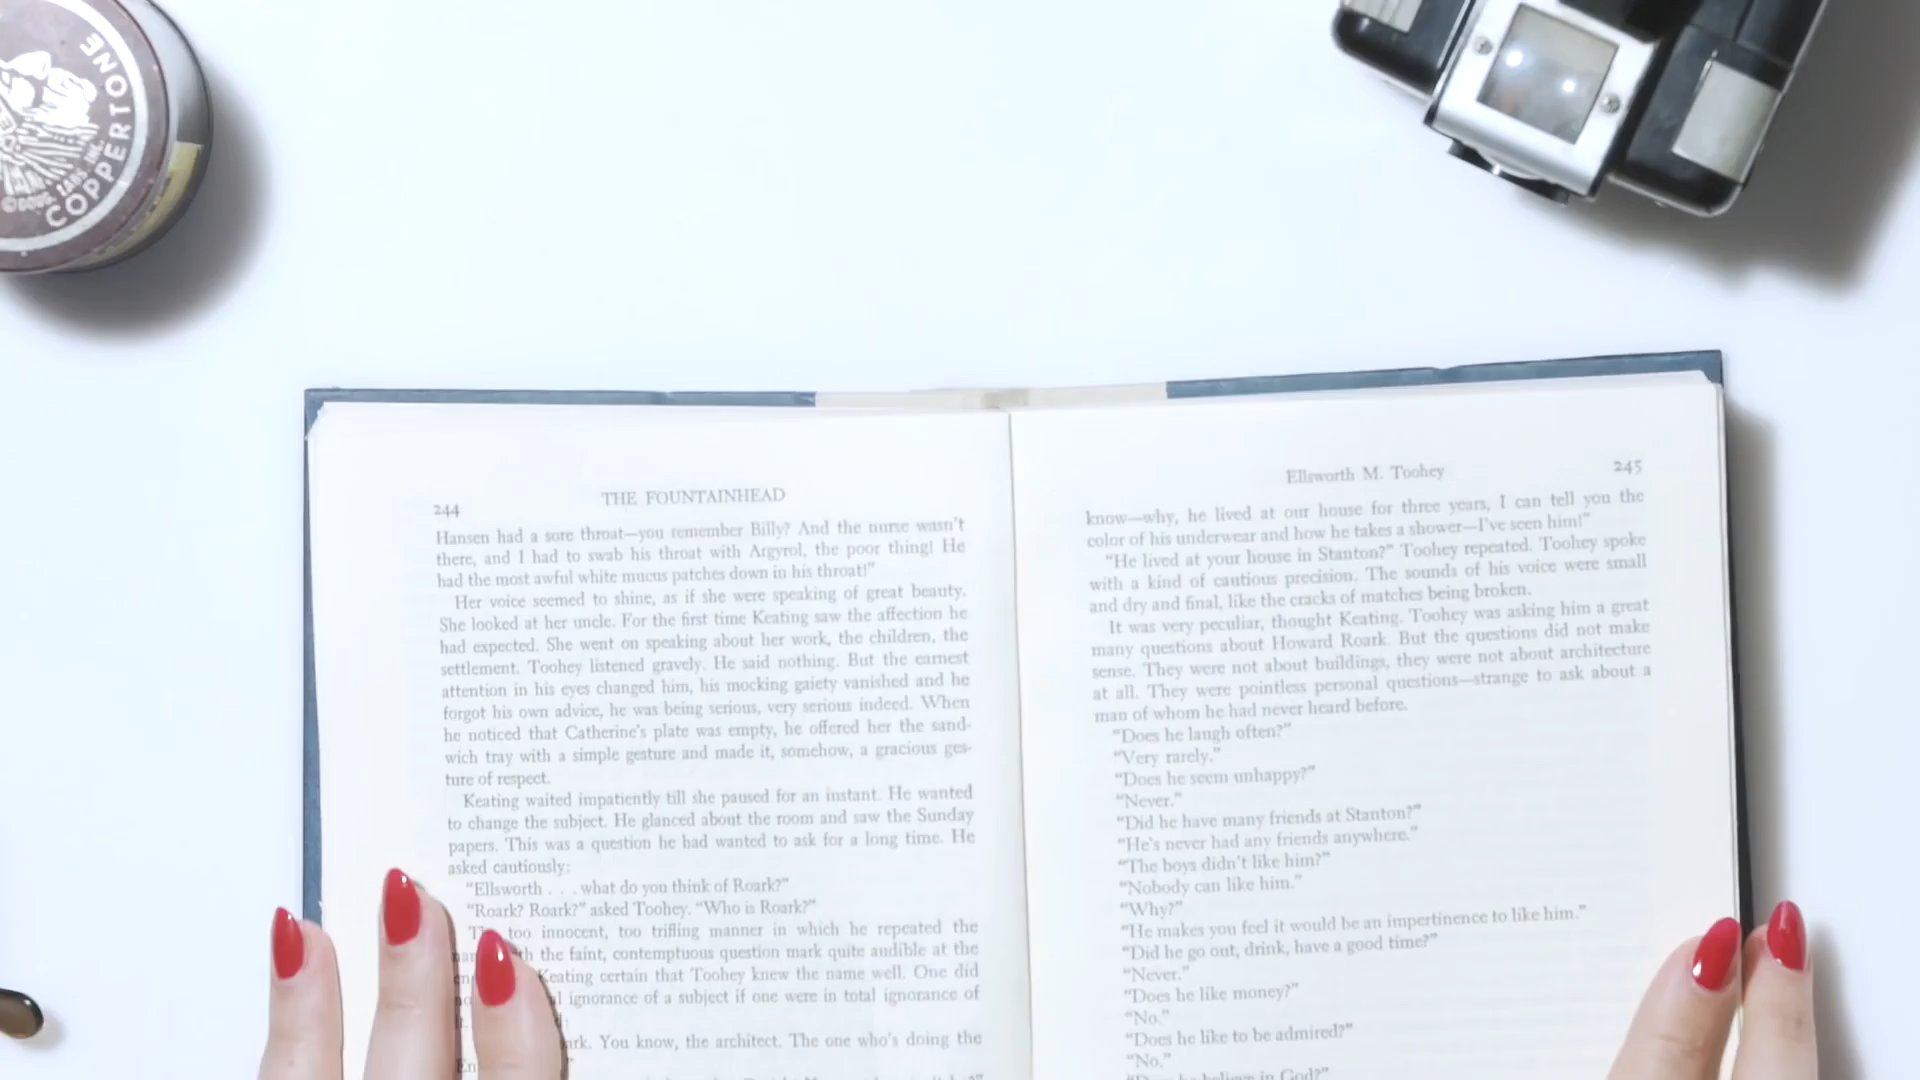 COPPERTONE
LABS. INC.
244
THE FOUNTAINHEAD
Hansen had a sore throat—you remember Billy? And the nurse wasn't
there, and I had to swab his throat with Argyrol, the poor thing! He
had the most awful white mucus patches down in his throat!"
Her voice seemed to shine, as if she were speaking of great beauty.
She looked at her uncle. For the first time Keating saw the affection he
had expected. She went on speaking about her work, the children, the
settlement. Toohey listened gravely. He said nothing. But the earnest
attention in his eyes changed him, his mocking gaiety vanished and he
forgot his own advice, he was being serious, very serious indeed. When
he noticed that Catherine's plate was empty, he offered her the sand-
wich tray with a simple gesture and made it, somehow, a gracious ges-
ture of respect.
Keating waited impatiently till she paused for an instant. He wanted
to change the subject. He glanced about the room and saw the Sunday
papers. This was a question he had wanted to ask for a long time. He
asked cautiously:
"Ellsworth . . . what do you think of Roark?"
"Roark? Roark?" asked Toohey. "Who is Roark?"
too innocent, too trifling manner in which he repeated the
the faint, contemptuous question mark quite audible at the
Keating certain that Toohey knew the name well. One did
ignorance of a subject if one were in total ignorance of
You know, the architect. The one who's doing the
Ellsworth M. Toohey
245
know—why, he lived at our house for three years, I can tell you the
color of his underwear and how he takes a shower—I've seen him!"
"He lived at your house in Stanton?" Toohey repeated. Toohey spoke
with a kind of cautious precision. The sounds of his voice were small
and dry and final, like the cracks of matches being broken.
It was very peculiar, thought Keating. Toohey was asking him a great
many questions about Howard Roark. But the questions did not make
sense. They were not about buildings, they were not about architecture
at all. They were pointless personal questions—strange to ask about a
man of whom he had never heard before.
"Does he laugh often?"
"Very rarely."
"Does he seem unhappy?"
"Never."
"Did he have many friends at Stanton?"
"He's never had any friends anywhere."
"The boys didn't like him?"
"Nobody can like him."
"Why?"
"He makes you feel it would be an impertinence to like him."
"Did he go out, drink, have a good time?"
"Never."
"Does he like money?"
"No."
"Does he like to be admired?"
"No."
"Does he believe in God?"